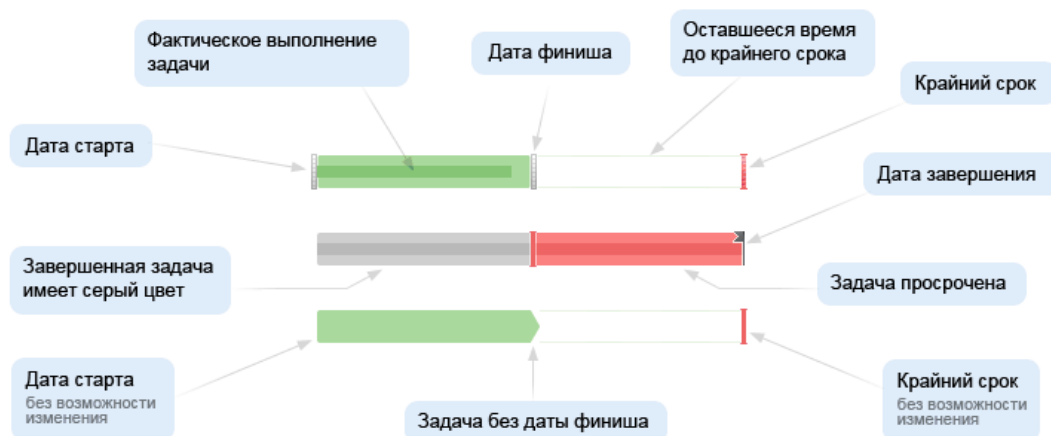 Фактическое выполнение
задачи
Дата финиша
Оставшееся время
до крайнего срока
Крайний срок
Дата старта
Дата завершения
Завершенная задача
имеет серый цвет
Задача просрочена
Дата старта
без возможности
изменения
Задача без даты финиша
Крайний срок
без возможности
изменения